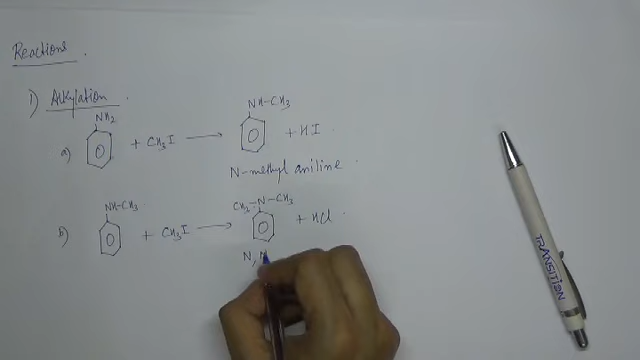 Reactions.
1) Alkylation.
NH2
NH-CH3
a) + CH3I → + HI
N-methyl aniline.
NH-CH3
CH3-N-CH3
b) + CH3I → + HCl
N, N
TRANSITION